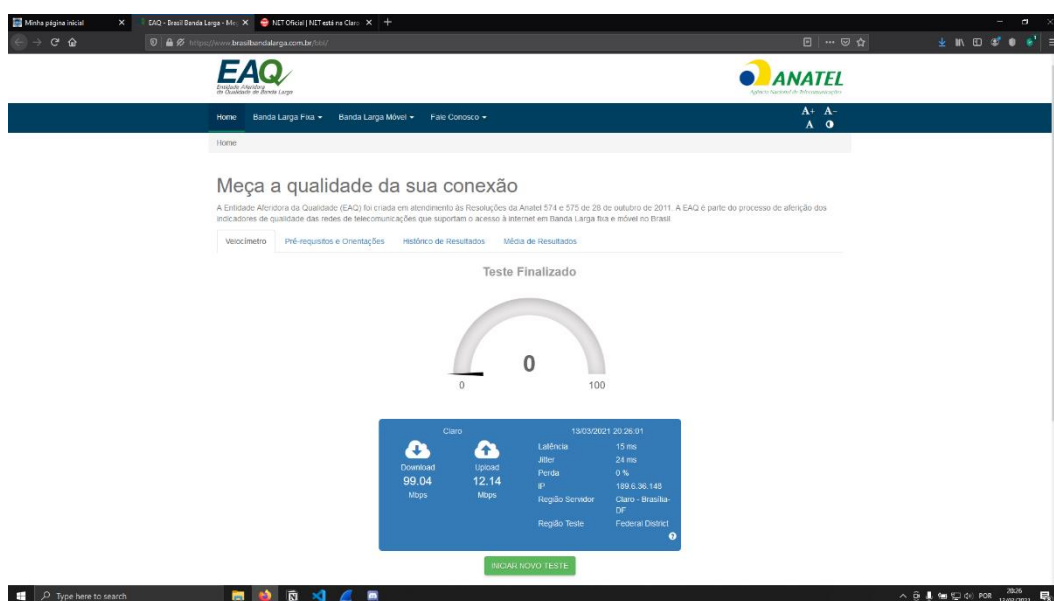 Minha página inicial
EAQ - Brasil Banda Larga - Me
NET Oficial | NET está na Claro
https://www.brasilbandalarga.com.br/bbl/
EAQ
Entidade Aferidora
da Qualidade de Banda Larga
ANATEL
Agência Nacional de Telecomunicações
Home Banda Larga Fixa Banda Larga Móvel Fale Conosco
A+ A-
A
Home
Meça a qualidade da sua conexão
A Entidade Aferidora da Qualidade (EAQ) foi criada em atendimento às Resoluções da Anatel 574 e 575 de 28 de outubro de 2011. A EAQ é parte do processo de aferição dos
indicadores de qualidade das redes de telecomunicações que suportam o acesso à internet em Banda Larga fixa e móvel no Brasil.
Velocímetro Pré-requisitos e Orientações Histórico de Resultados Média de Resultados
Teste Finalizado
0
0 100
Claro 13/03/2021 20:26:01
Download
99.04
Mbps
Upload
12.14
Mbps
Latência 15 ms
Jitter 24 ms
Perda 0 %
IP 189.6.36.148
Região Servidor Claro - Brasília-
DF
Região Teste Federal District
INICIAR NOVO TESTE
Type here to search
POR
20:26
13/03/2021